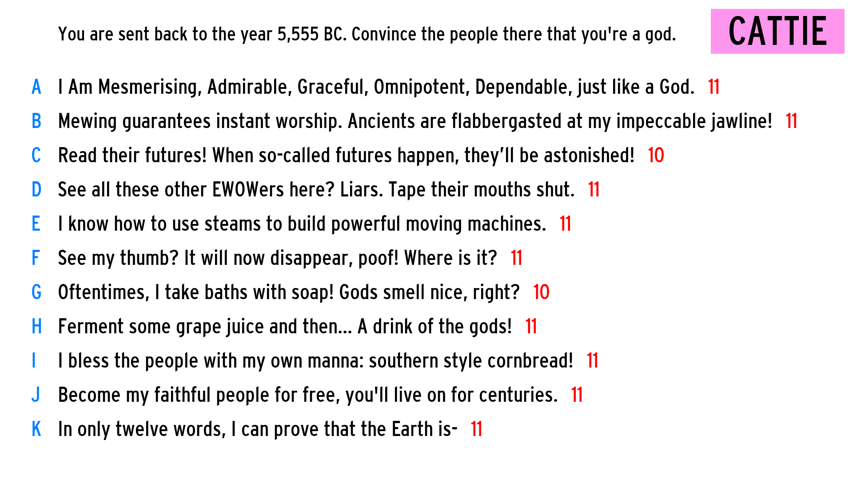 You are sent back to the year 5,555 BC. Convince the people there that you're a god.
CATTIE
A I Am Mesmerising, Admirable, Graceful, Omnipotent, Dependable, just like a God. 11
B Mewing guarantees instant worship. Ancients are flabbergasted at my impeccable jawline! 11
C Read their futures! When so-called futures happen, they’ll be astonished! 10
D See all these other EWOWers here? Liars. Tape their mouths shut. 11
E I know how to use steams to build powerful moving machines. 11
F See my thumb? It will now disappear, poof! Where is it? 11
G Oftentimes, I take baths with soap! Gods smell nice, right? 10
H Ferment some grape juice and then... A drink of the gods! 11
I I bless the people with my own manna: southern style cornbread! 11
J Become my faithful people for free, you'll live on for centuries. 11
K In only twelve words, I can prove that the Earth is- 11